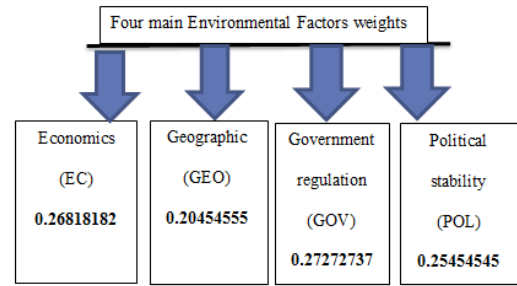 Four main Environmental Factors weights
Economics
(EC)
0.26818182
Geographic
(GEO)
0.20454555
Government
regulation
(GOV)
0.27272737
Political
stability
(POL)
0.25454545